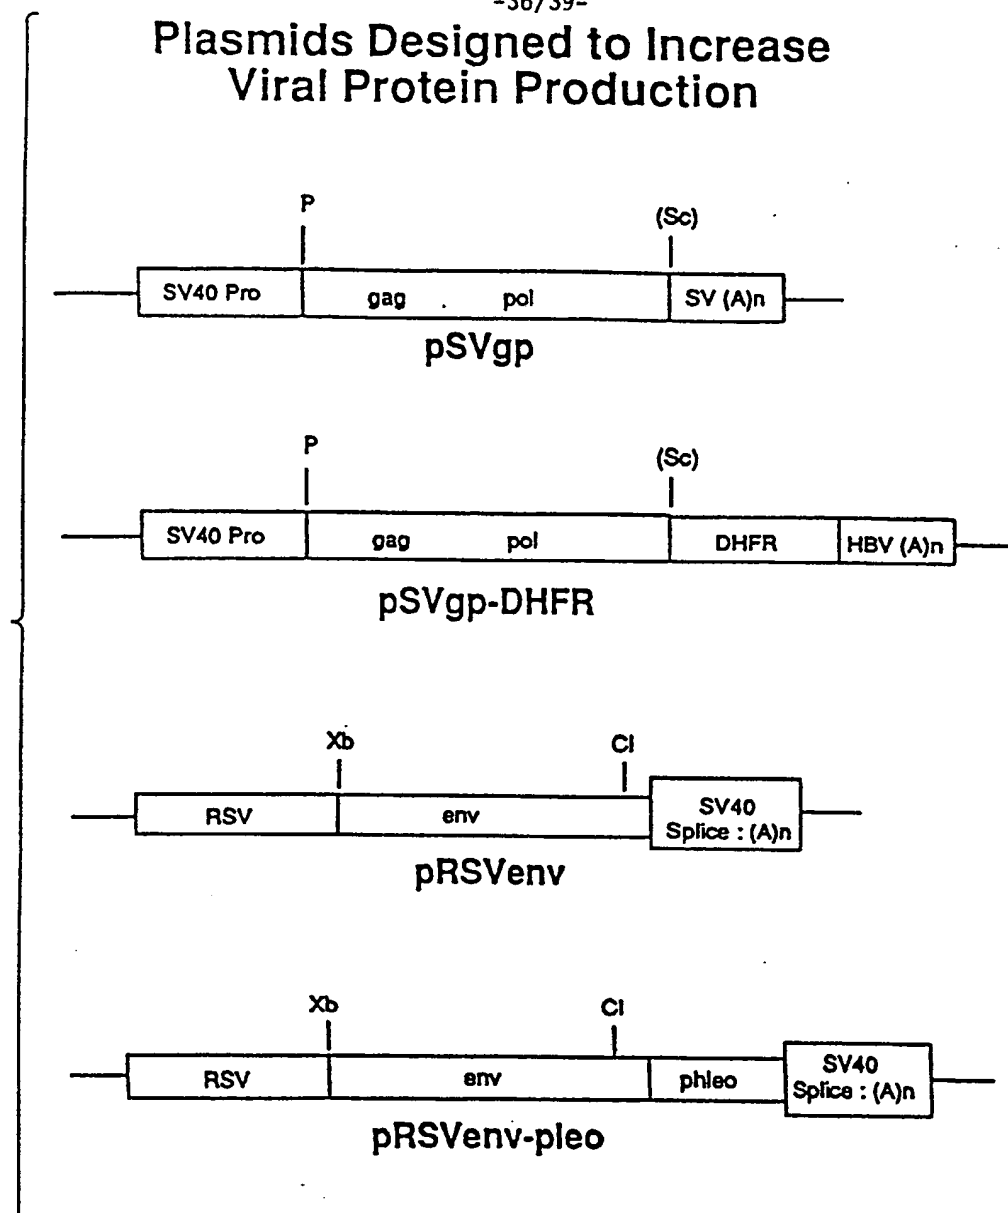 -36/39-
Plasmids Designed to Increase
Viral Protein Production
P
(Sc)
SV40 Pro gag pol SV (A)n
pSVgp
P
(Sc)
SV40 Pro gag pol DHFR HBV (A)n
pSVgp-DHFR
Xb Cl
RSV env SV40
Splice : (A)n
pRSVenv
Xb Cl
RSV env phleo SV40
Splice : (A)n
pRSVenv-pleo